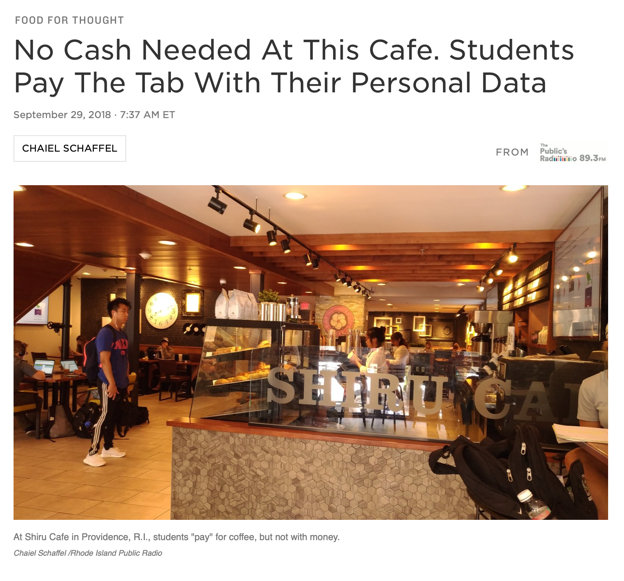 FOOD FOR THOUGHT
No Cash Needed At This Cafe. Students
Pay The Tab With Their Personal Data
September 29, 2018 · 7:37 AM ET
CHAIEL SCHAFFEL
FROM
The
Public's
Radio 89.3FM
SHIRU CA
At Shiru Cafe in Providence, R.I., students "pay" for coffee, but not with money.
Chaiel Schaffel /Rhode Island Public Radio